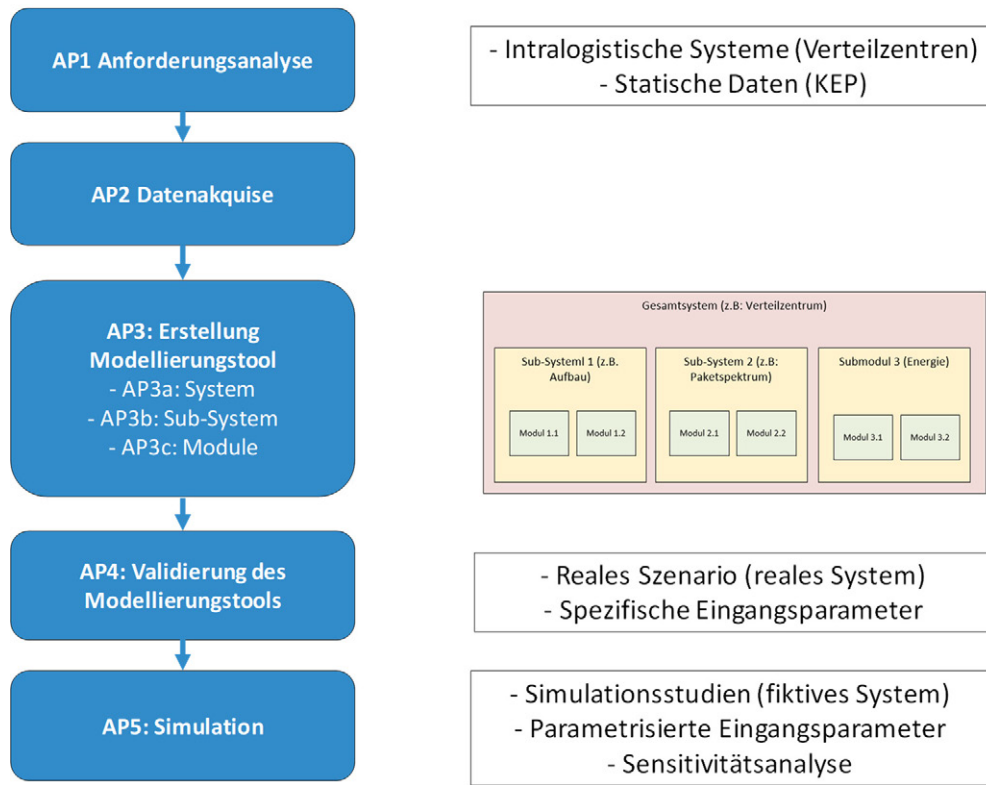 AP1 Anforderungsanalyse
- Intralogistische Systeme (Verteilzentren)
- Statische Daten (KEP)
AP2 Datenakquise
AP3: Erstellung
Modellierungstool
- AP3a: System
- AP3b: Sub-System
- AP3c: Module
Gesamtsystem (z.B: Verteilzentrum)
Sub-Systeml 1 (z.B.
Aufbau)
Modul 1.1
Modul 1.2
Sub-System 2 (z.B:
Paketspektrum)
Modul 2.1
Modul 2.2
Submodul 3 (Energie)
Modul 3.1
Modul 3.2
AP4: Validierung des
Modellierungstools
- Reales Szenario (reales System)
- Spezifische Eingangsparameter
AP5: Simulation
- Simulationsstudien (fiktives System)
- Parametrisierte Eingangsparameter
- Sensitivitätsanalyse